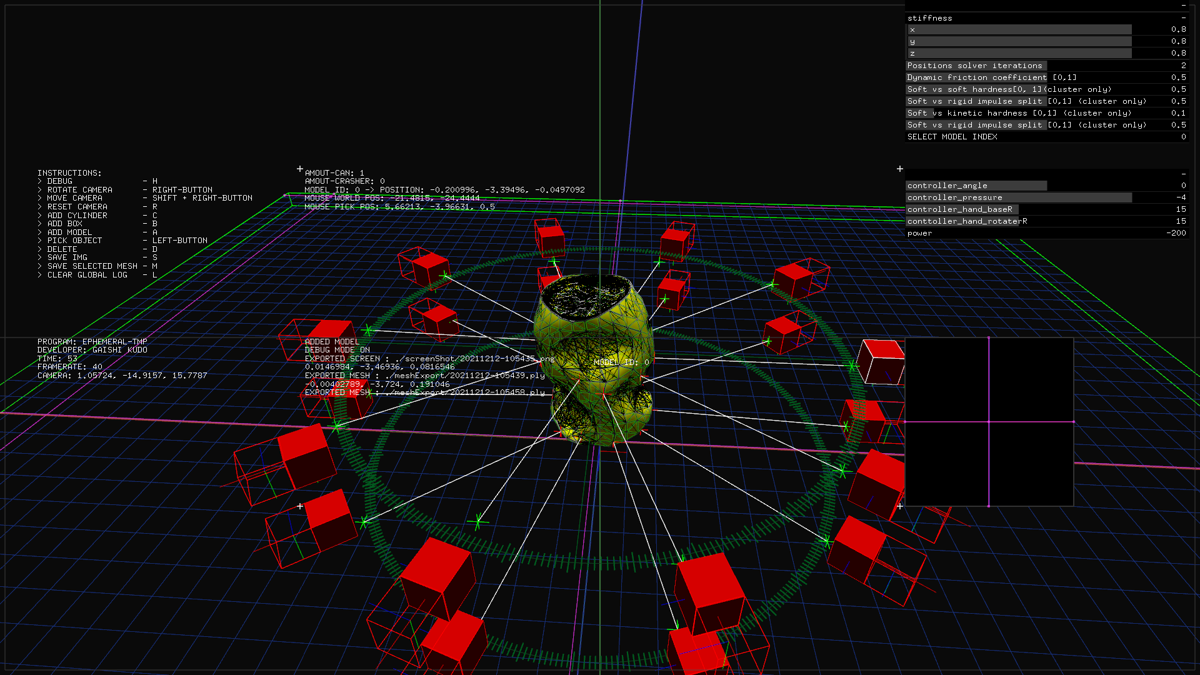 stiffness -
x 0.8
y 0.8
z 0.8
Positions solver iterations 2
Dynamic friction coefficient [0,1] 0.5
Soft vs soft hardness[0, 1](cluster only) 0.5
Soft vs rigid impulse split [0,1] (cluster only) 0.5
Soft vs kinetic hardness [0,1] (cluster only) 0.1
Soft vs rigid impulse split [0,1] (cluster only) 0.5
SELECT MODEL INDEX 0
INSTRUCTIONS:
> DEBUG - H
> ROTATE CAMERA - RIGHT-BUTTON
> MOVE CAMERA - SHIFT + RIGHT-BUTTON
> RESET CAMERA - R
> ADD CYLINDER - C
> ADD BOX - B
> ADD MODEL - A
> PICK OBJECT - LEFT-BUTTON
> DELETE - D
> SAVE IMG - S
> SAVE SELECTED MESH - M
> CLEAR GLOBAL LOG - L
AMOUT-CAN: 1
AMOUT-CRASHER: 0
MODEL ID: 0 -> POSITION: -0.200996, -3.39496, -0.0497092
MOUSE WORLD POS: -21.4815, -24.4444
MOUSE PICK POS: 5.66213, -3.96631, 0.5
controller_angle 0
controller_pressure -4
controller_hand_baseR 15
conttoller_hand_rotaterR 15
power -200
PROGRAM: EPHEMERAL-TMP
DEVELOPER: GAISHI KUDO
TIME: 53
FRAMERATE: 40
CAMERA: 1.05724, -14.9157, 15.7787
ADDED MODEL
DEBUG MODE ON
EXPORTED SCREEN : ./screenShot/20211212-105435.png
0.0146984, -3.46936, 0.0816546
EXPORTED MESH : ./meshExport/20211212-105439.ply
-0.00402789, -3.724, 0.191046
EXPORTED MESH : ./meshExport/20211212-105458.ply
MODEL ID: 0